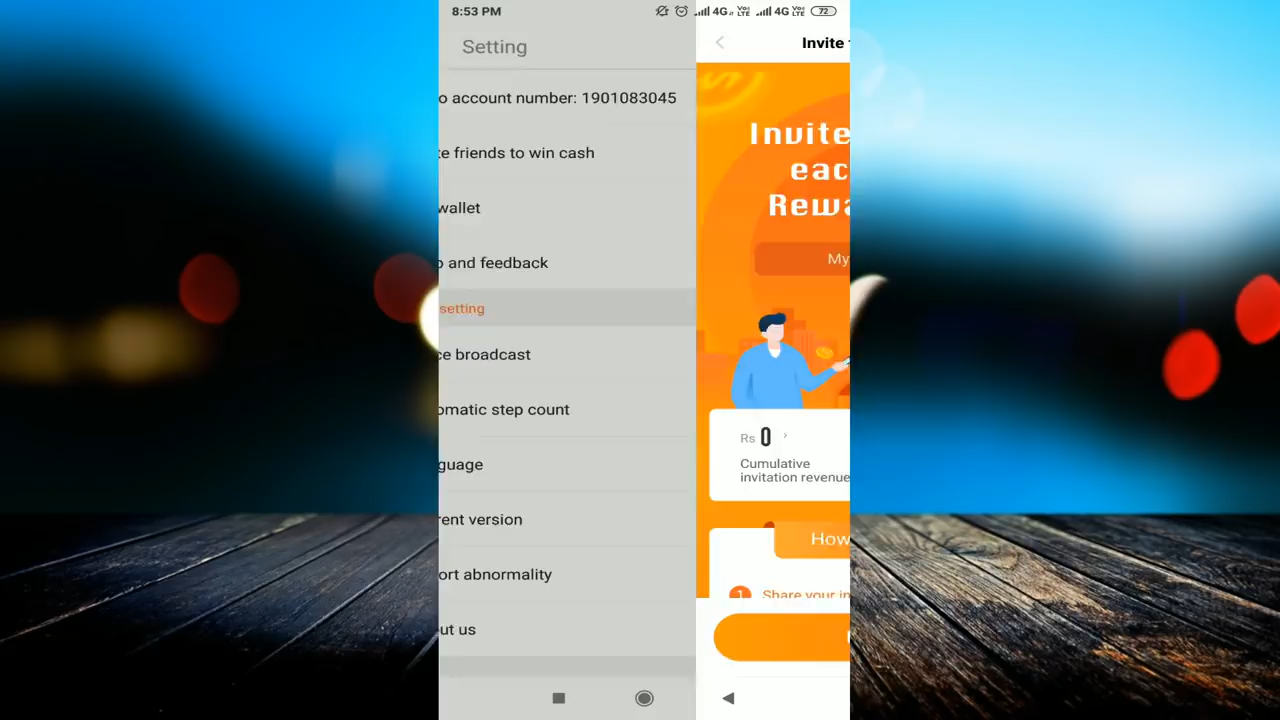 8:53 PM
4G VoLTE 4G VoLTE 72
Setting
o account number: 1901083045
te friends to win cash
wallet
p and feedback
setting
ce broadcast
omatic step count
guage
rent version
ort abnormality
ut us
Invite
Invite
eac
Rewa
My
Rs 0
Cumulative
invitation revenue
How
1 Share your in